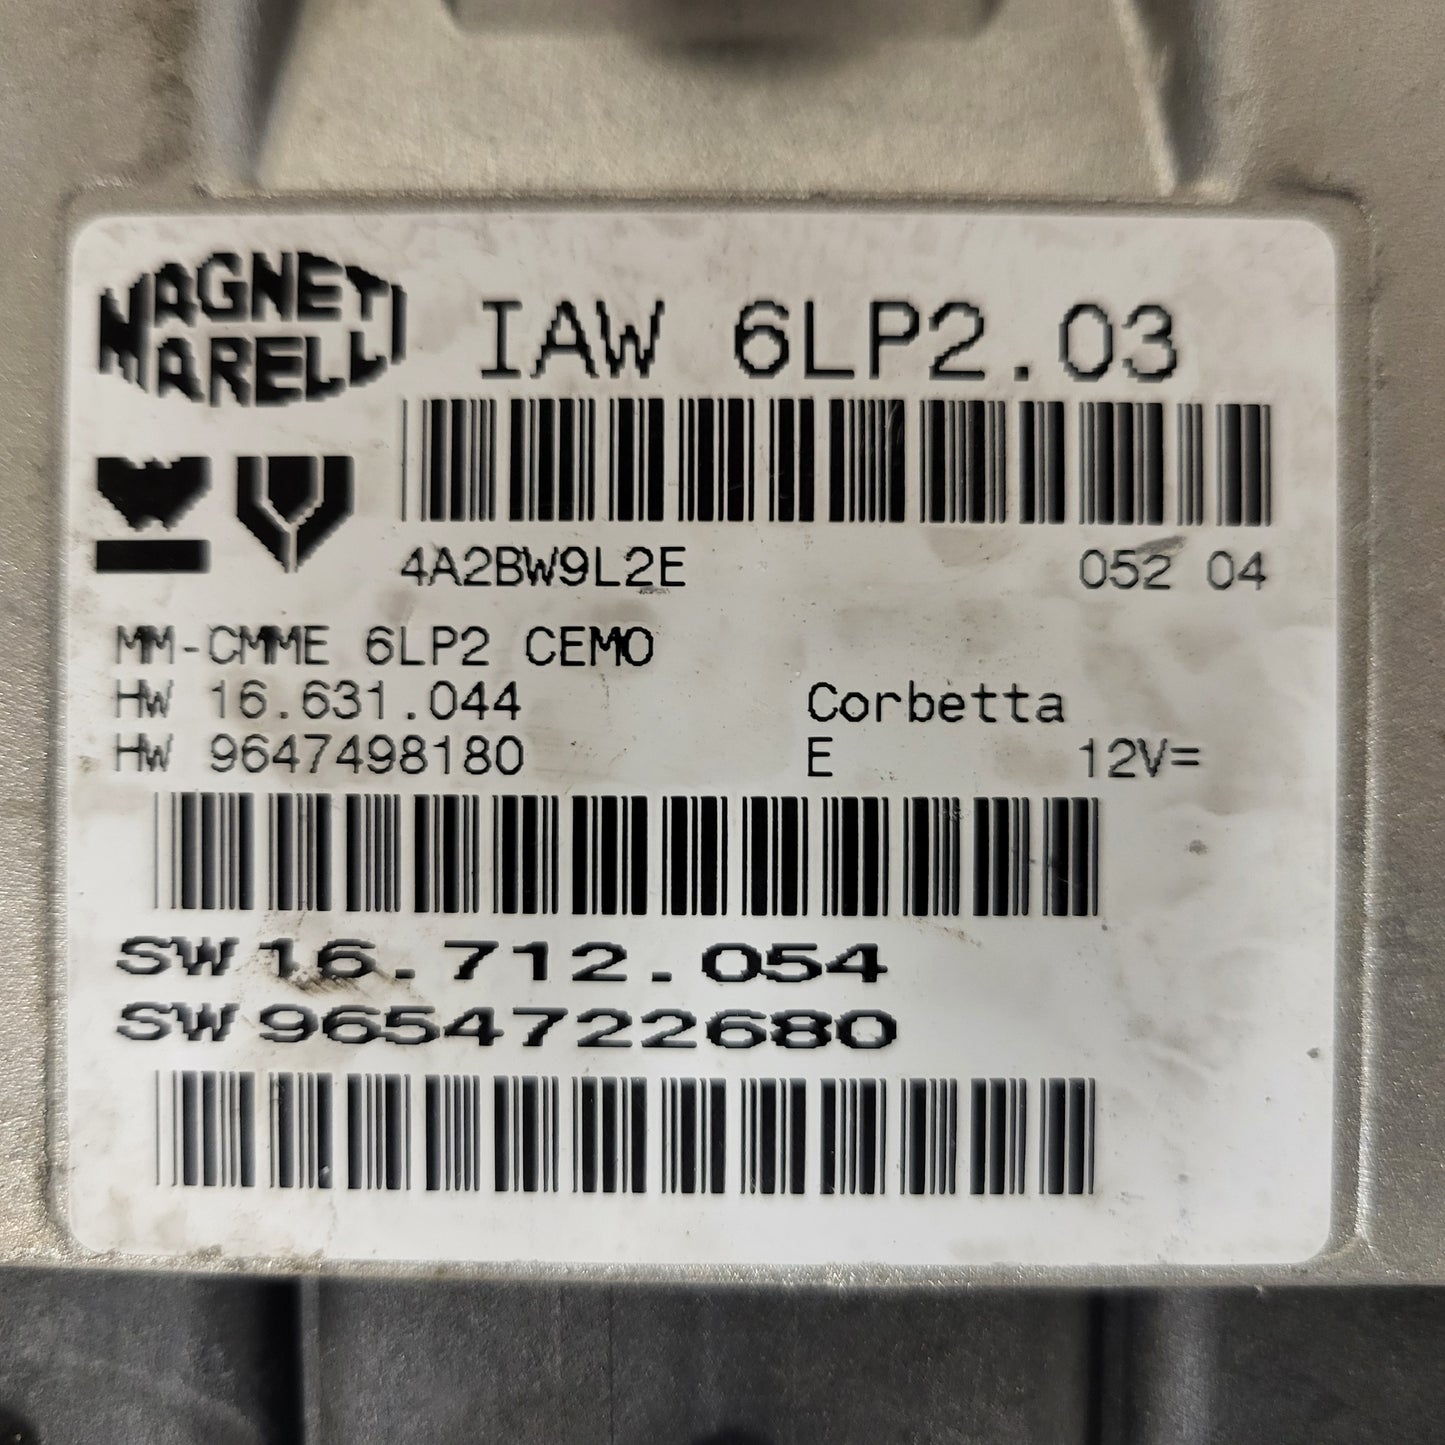 MAGNETI
MARELLI
IAW 6LP2.03
4A2BW9L2E 052 04
MM-CMME 6LP2 CEMO
HW 16.631.044 Corbetta
HW 9647498180 E 12V=
SW 16.712.054
SW 9654722680